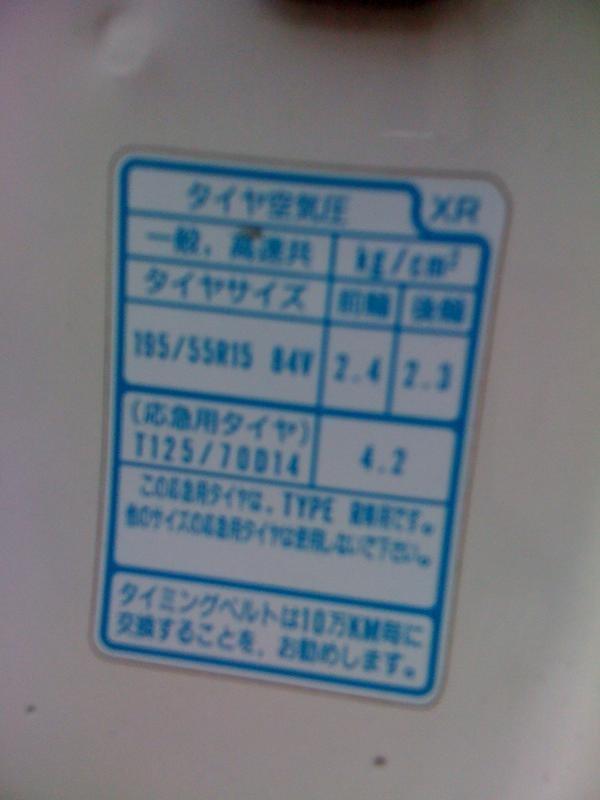 タイヤ空気圧 XR
一般，高速共 kg/cm²
タイヤサイズ 前輪 後輪
195/55R15 84V 2.4 2.3
(応急用タイヤ) 4.2
T125/70D14
この応急用タイヤは，TYPE 専用です。
他のサイズの応急用タイヤは使用しないで下さい。
タイミングベルトは10万KM毎に
交換することを，お勧めします。